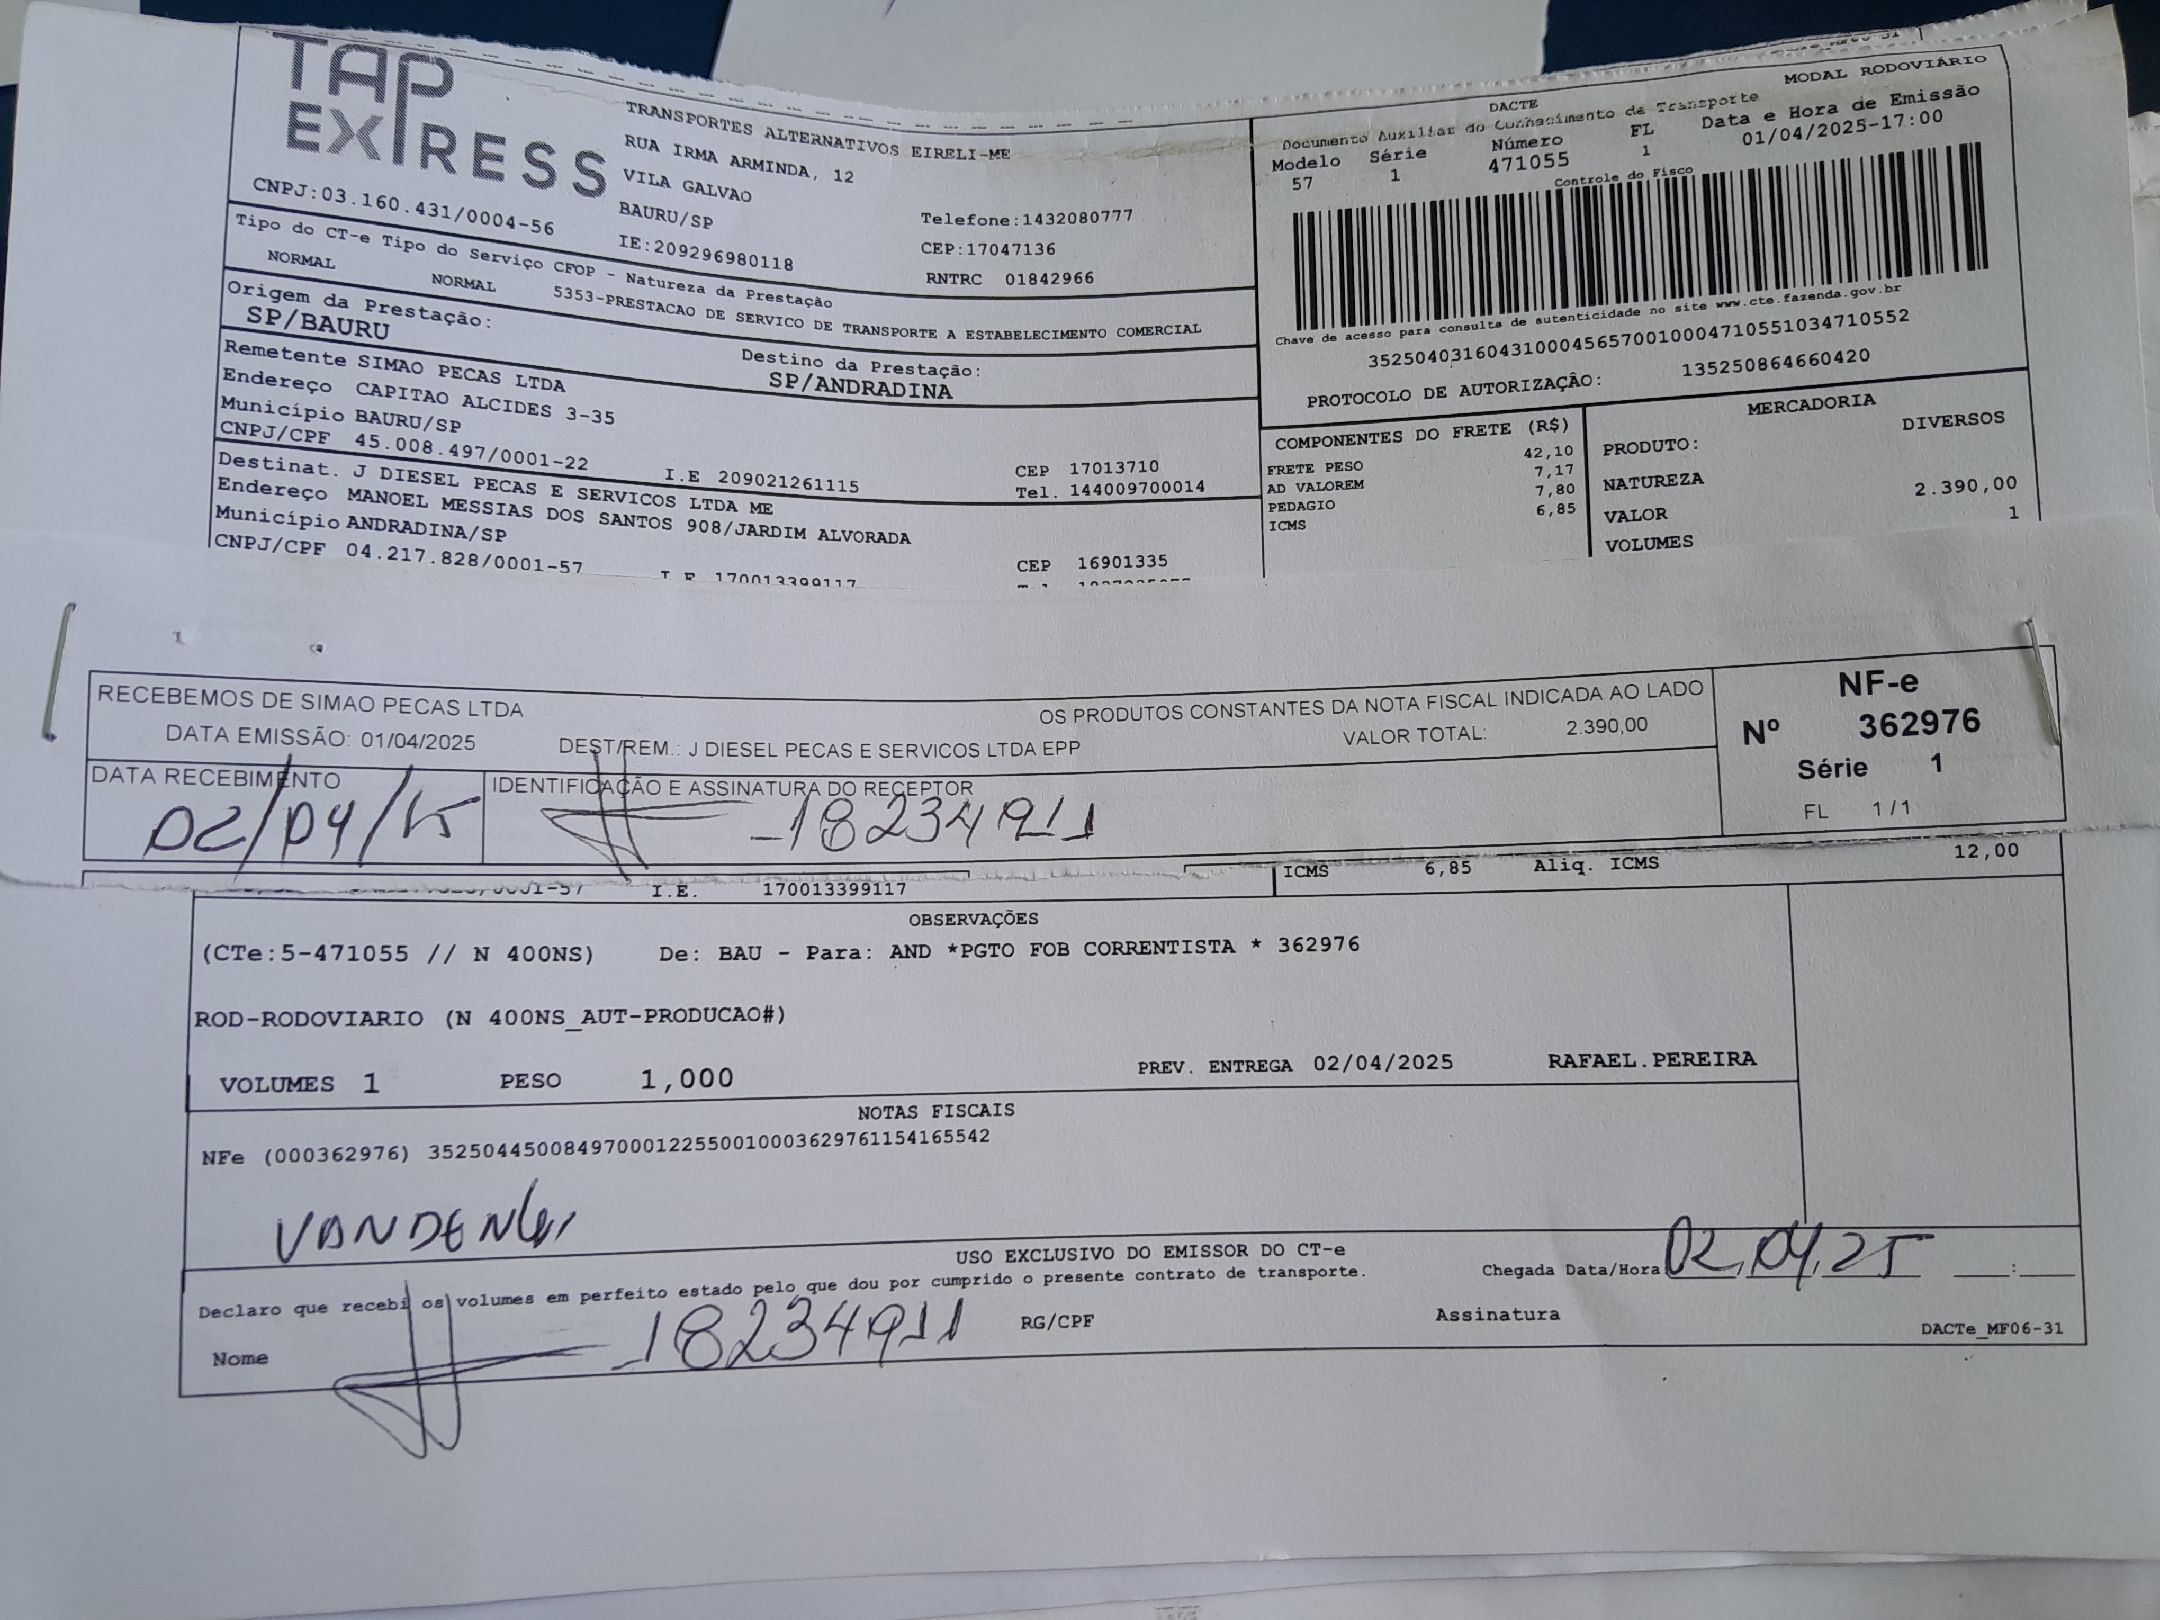 TAP
EXPRESS
TRANSPORTES ALTERNATIVOS EIRELI-ME
RUA IRMA ARMINDA, 12
VILA GALVAO
BAURU/SP Telefone:1432080777
IE:209296980118 CEP:17047136
CNPJ:03.160.431/0004-56 RNTRC 01842966
Tipo do CT-e Tipo do Serviço CFOP - Natureza da Prestação
NORMAL NORMAL 5353-PRESTACAO DE SERVICO DE TRANSPORTE A ESTABELECIMENTO COMERCIAL
Origem da Prestação: Destino da Prestação:
SP/BAURU SP/ANDRADINA
Remetente SIMAO PECAS LTDA
Endereço CAPITAO ALCIDES 3-35
Município BAURU/SP CEP 17013710
CNPJ/CPF 45.008.497/0001-22 I.E 209021261115 Tel. 144009700014
Destinat. J DIESEL PECAS E SERVICOS LTDA ME
Endereço MANOEL MESSIAS DOS SANTOS 908/JARDIM ALVORADA
Município ANDRADINA/SP CEP 16901335
CNPJ/CPF 04.217.828/0001-57 I.E 170013399117
MODAL RODOVIÁRIO
DACTE
Documento Auxiliar do Conhecimento de Transporte
Modelo Série Número FL Data e Hora de Emissão
57 1 471055 1 01/04/2025-17:00
Controle do Fisco
Chave de acesso para consulta de autenticidade no site www.cte.fazenda.gov.br
35250403160431000456570010004710551034710552
PROTOCOLO DE AUTORIZAÇÃO: 135250864660420
COMPONENTES DO FRETE (R$)
FRETE PESO 42,10
AD VALOREM 7,17
PEDAGIO 7,80
ICMS 6,85
MERCADORIA
PRODUTO: DIVERSOS
NATUREZA
VALOR 2.390,00
VOLUMES 1
RECEBEMOS DE SIMAO PECAS LTDA OS PRODUTOS CONSTANTES DA NOTA FISCAL INDICADA AO LADO
DATA EMISSÃO: 01/04/2025 DEST/REM.: J DIESEL PECAS E SERVICOS LTDA EPP VALOR TOTAL: 2.390,00
DATA RECEBIMENTO IDENTIFICAÇÃO E ASSINATURA DO RECEPTOR
02/04/25 18234911
NF-e
Nº 362976
Série 1
FL 1/1
I.E. 170013399117 ICMS 6,85 Aliq. ICMS 12,00
OBSERVAÇÕES
(CTe:5-471055 // N 400NS) De: BAU - Para: AND *PGTO FOB CORRENTISTA * 362976
ROD-RODOVIARIO (N 400NS_AUT-PRODUCAO#)
VOLUMES 1 PESO 1,000 PREV. ENTREGA 02/04/2025 RAFAEL.PEREIRA
NOTAS FISCAIS
NFe (000362976) 35250445008497000122550010003629761154165542
USO EXCLUSIVO DO EMISSOR DO CT-e
Declaro que recebi os volumes em perfeito estado pelo que dou por cumprido o presente contrato de transporte. Chegada Data/Hora 02/04/25 __:__
Nome 18234911 RG/CPF Assinatura
DACTe_MF06-31